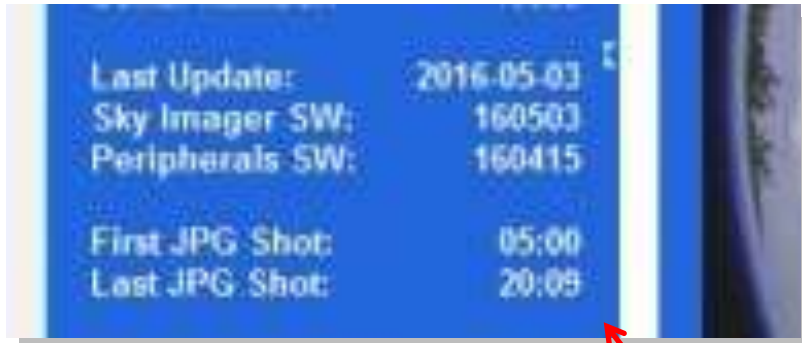 Last Update: 2016-05-03
Sky Imager SW: 160503
Peripherals SW: 160415
First JPG Shot: 05:00
Last JPG Shot: 20:09